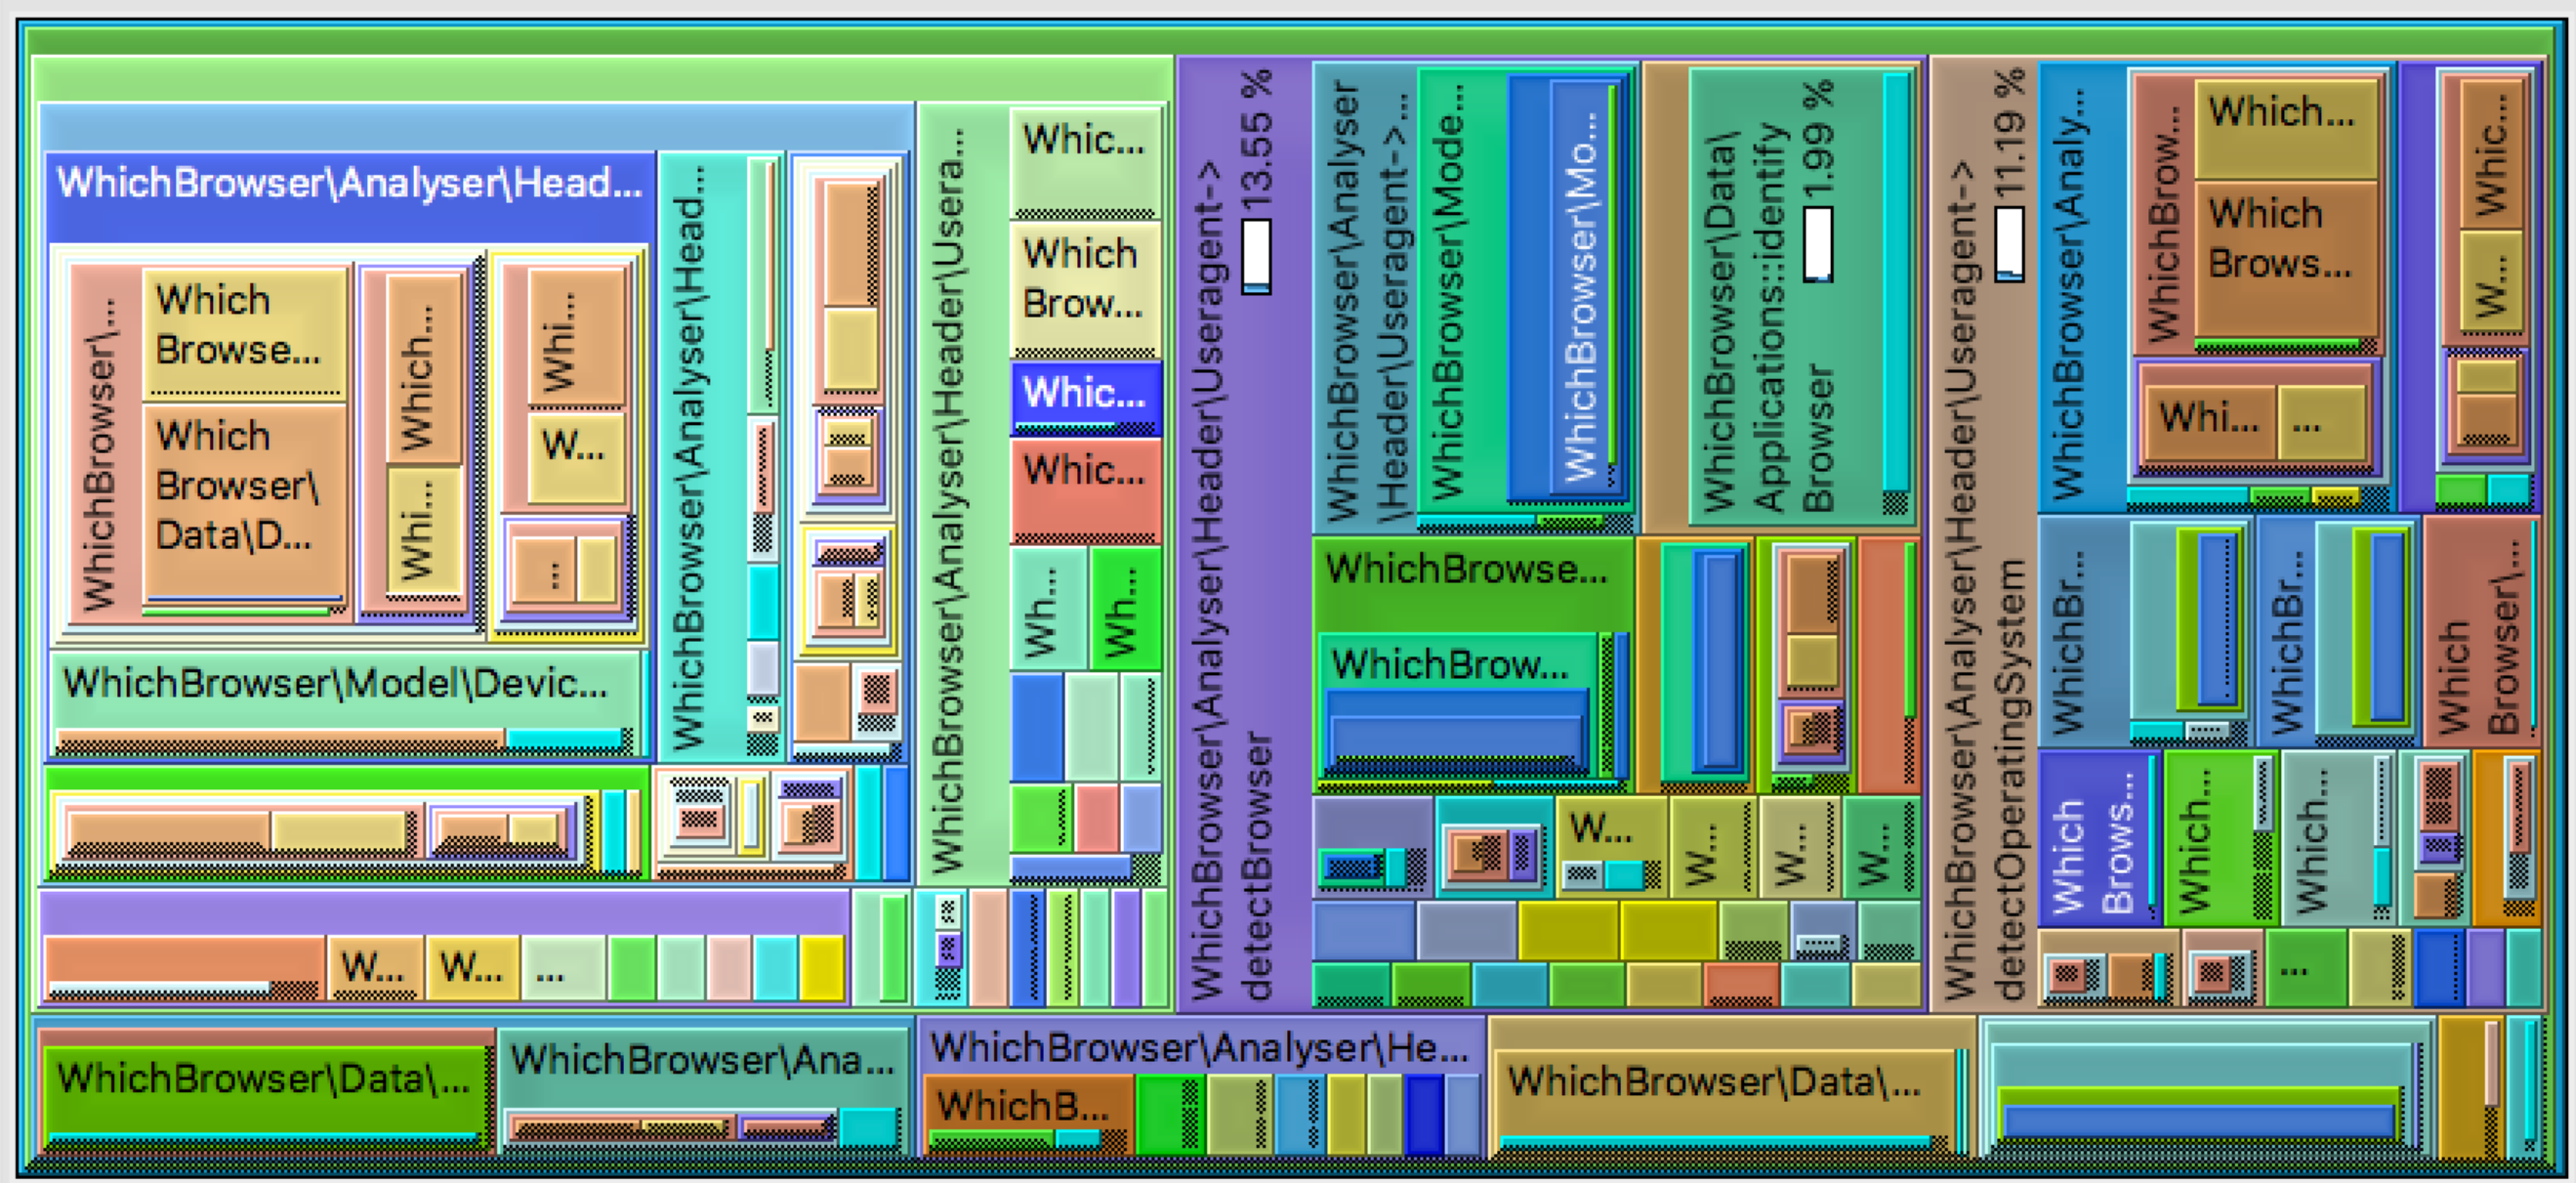 WhichBrowser\Analyser\Head...
WhichBrowser\...
Which
Browse...
Which
Browser\
Data\D...
Which...
Whi...
Whi...
W...
...
WhichBrowser\Model\Devic...
WhichBrowser\Analyser\Head...
WhichBrowser\Analyser\Header\Usera...
Whic...
Which
Brow...
Whic...
Whic...
Wh...
Wh...
W...
W...
...
WhichBrowser\Analyser\Header\Useragent->
detectBrowser
13.55 %
WhichBrowser\Analyser
\Header\Useragent->...
WhichBrowser\Mode...
WhichBrowser\Mo...
WhichBrowser\Data\
Applications::identify
Browser
1.99 %
WhichBrowse...
WhichBrow...
W...
W...
W...
W...
WhichBrowser\Analyser\Header\Useragent->
detectOperatingSystem
11.19 %
WhichBrowser\Analy...
WhichBrow...
Which...
Which
Brows...
Whi...
...
Whic...
W...
WhichBr...
WhichBr...
Which
Browser\...
Which
Brows...
Which...
Which...
...
WhichBrowser\Data\...
WhichBrowser\Ana...
WhichBrowser\Analyser\He...
WhichB...
WhichBrowser\Data\...